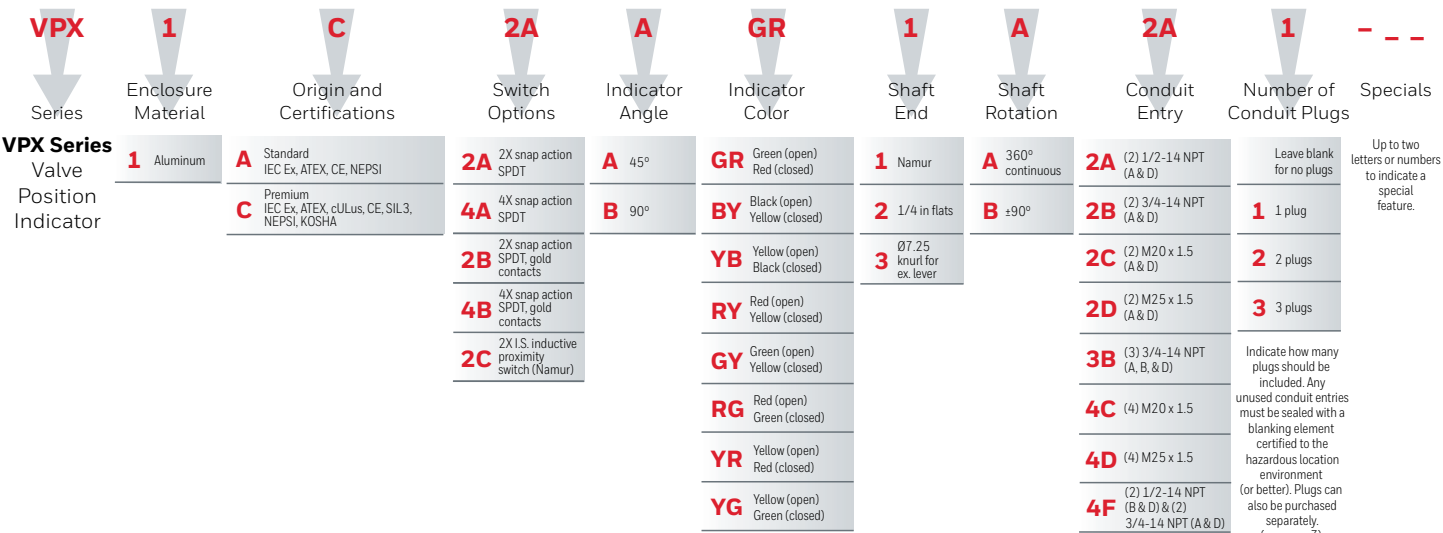 VPX 1 C 2A A GR 1 A 2A 1 – _ _
Series
Enclosure
Material
Origin and
Certifications
Switch
Options
Indicator
Angle
Indicator
Color
Shaft
End
Shaft
Rotation
Conduit
Entry
Number of
Conduit Plugs
Specials
VPX Series
Valve
Position
Indicator
1 Aluminum
A Standard
IEC Ex, ATEX, CE, NEPSI
C Premium
IEC Ex, ATEX, cULus, CE, SIL3,
NEPSI, KOSHA
2A 2X snap action
SPDT
4A 4X snap action
SPDT
2B 2X snap action
SPDT, gold
contacts
4B 4X snap action
SPDT, gold
contacts
2C 2X I.S. inductive
proximity
switch (Namur)
A 45º
B 90º
GR Green (open)
Red (closed)
BY Black (open)
Yellow (closed)
YB Yellow (open)
Black (closed)
RY Red (open)
Yellow (closed)
GY Green (open)
Yellow (closed)
RG Red (open)
Green (closed)
YR Yellow (open)
Red (closed)
YG Yellow (open)
Green (closed)
1 Namur
2 1/4 in flats
3 Ø7.25
knurl for
ex. lever
A 360º
continuous
B ±90º
2A (2) 1/2-14 NPT
(A & D)
2B (2) 3/4-14 NPT
(A & D)
2C (2) M20 x 1.5
(A & D)
2D (2) M25 x 1.5
(A & D)
3B (3) 3/4-14 NPT
(A, B, & D)
4C (4) M20 x 1.5
4D (4) M25 x 1.5
4F (2) 1/2-14 NPT
(B & D) & (2)
3/4-14 NPT (A & D)
Leave blank
for no plugs
1 1 plug
2 2 plugs
3 3 plugs
Indicate how many
plugs should be
included. Any
unused conduit entries
must be sealed with a
blanking element
certified to the
hazardous location
environment
(or better). Plugs can
also be purchased
separately.
Up to two
letters or numbers
to indicate a
special
feature.